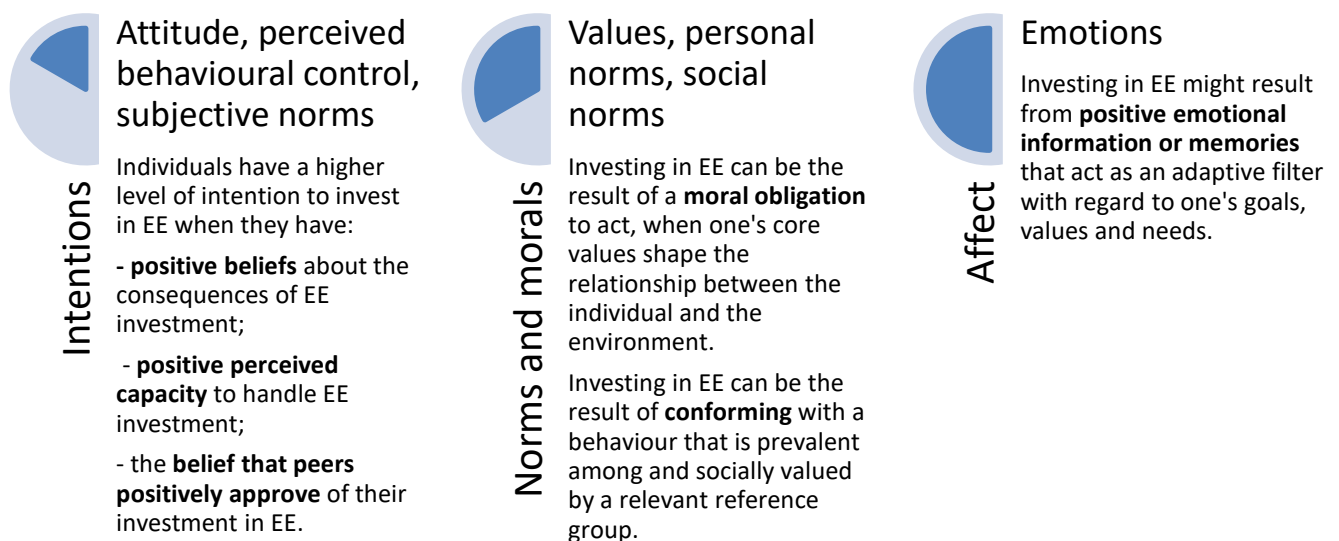 Intentions
Attitude, perceived
behavioural control,
subjective norms
Individuals have a higher
level of intention to invest
in EE when they have:
- positive beliefs about the
consequences of EE
investment;
- positive perceived
capacity to handle EE
investment;
- the belief that peers
positively approve of their
investment in EE.
Norms and morals
Values, personal
norms, social
norms
Investing in EE can be the
result of a moral obligation
to act, when one's core
values shape the
relationship between the
individual and the
environment.
Investing in EE can be the
result of conforming with a
behaviour that is prevalent
among and socially valued
by a relevant reference
group.
Affect
Emotions
Investing in EE might result
from positive emotional
information or memories
that act as an adaptive filter
with regard to one's goals,
values and needs.